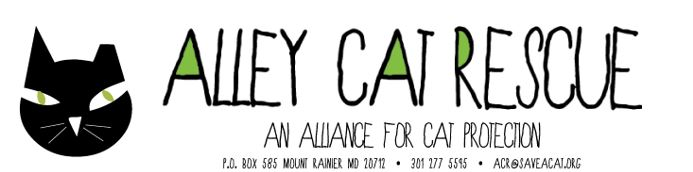 ALLEY CAT RESCUE
AN ALLIANCE FOR CAT PROTECTION
P.O. BOX 585 MOUNT RAINIER MD 20712 • 301 277 5595 • ACR@SAVEACAT.ORG